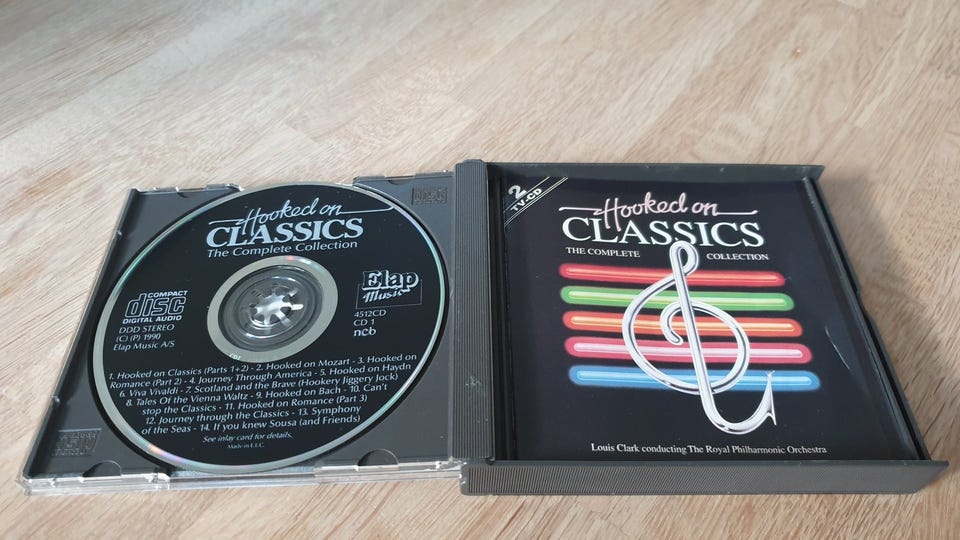 Hooked on
CLASSICS
The Complete Collection
COMPACT
disc
DIGITAL AUDIO
DDD STEREO
(C) (P) 1990
Elap Music A/S
Elap
Music
4512CD
CD 1
ncb
CD1
1. Hooked on Classics (Parts 1+2) - 2. Hooked on Mozart - 3. Hooked on
Romance (Part 2) - 4. Journey Through America - 5. Hooked on Haydn
6. Viva Vivaldi - 7. Scotland and the Brave (Hookery Jiggery Jock)
8. Tales Of the Vienna Waltz - 9. Hooked on Bach - 10. Can't
stop the Classics - 11. Hooked on Romance (Part 3)
12. Journey through the Classics - 13. Symphony
of the Seas - 14. If you knew Sousa (and Friends)
See inlay card for details.
Made in E.E.C.
2
TV-CD
Hooked on
CLASSICS
THE COMPLETE COLLECTION
Louis Clark conducting The Royal Philharmonic Orchestra